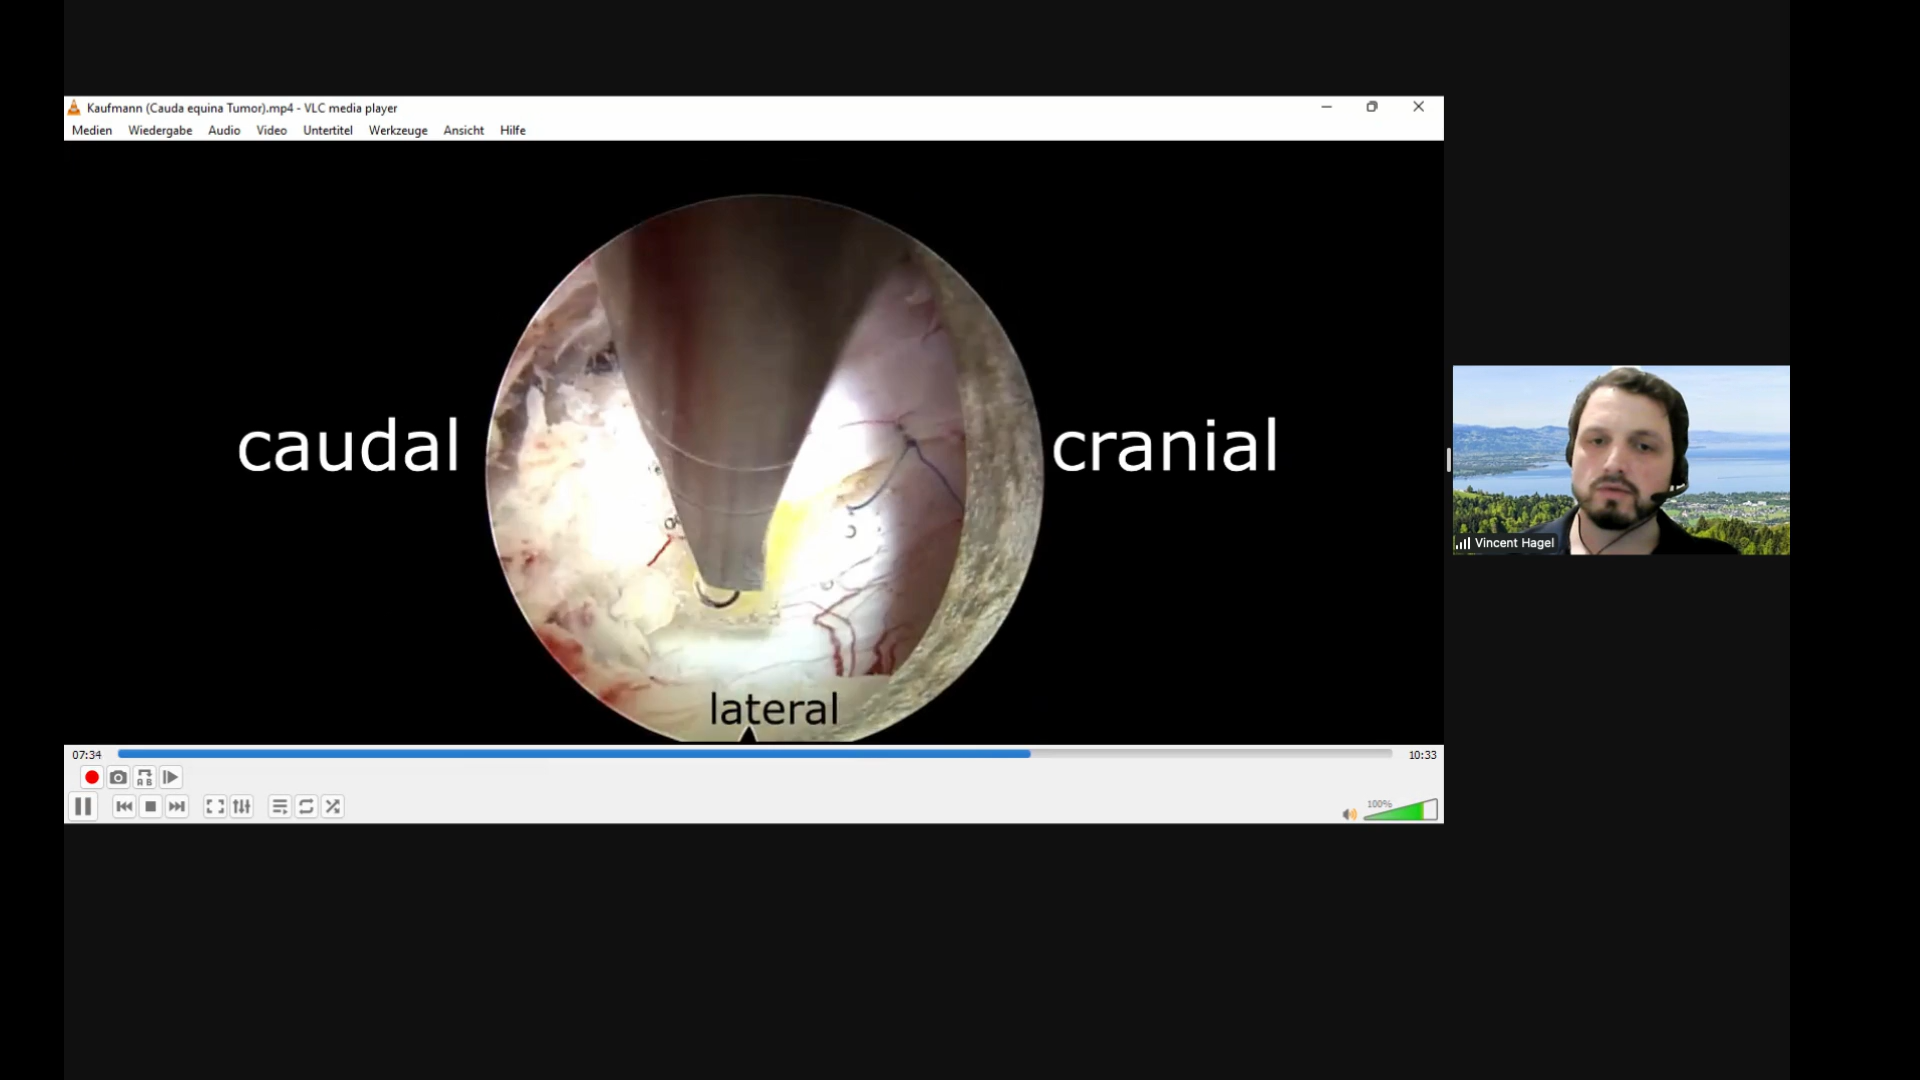 Kaufmann (Cauda equina Tumor).mp4 - VLC media player
Medien Wiedergabe Audio Video Untertitel Werkzeuge Ansicht Hilfe
caudal
cranial
Vincent Hagel
lateral
07:34
10:33
A B
100%